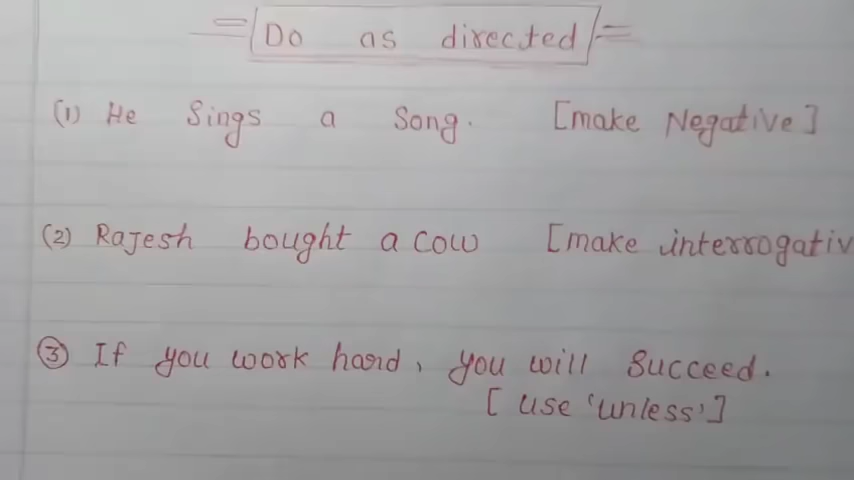 Do as directed
(1) He Sings a Song. [make Negative]
(2) Rajesh bought a cow [make interrogativ
③ If you work hard, you will Succeed.
[ use 'unless']